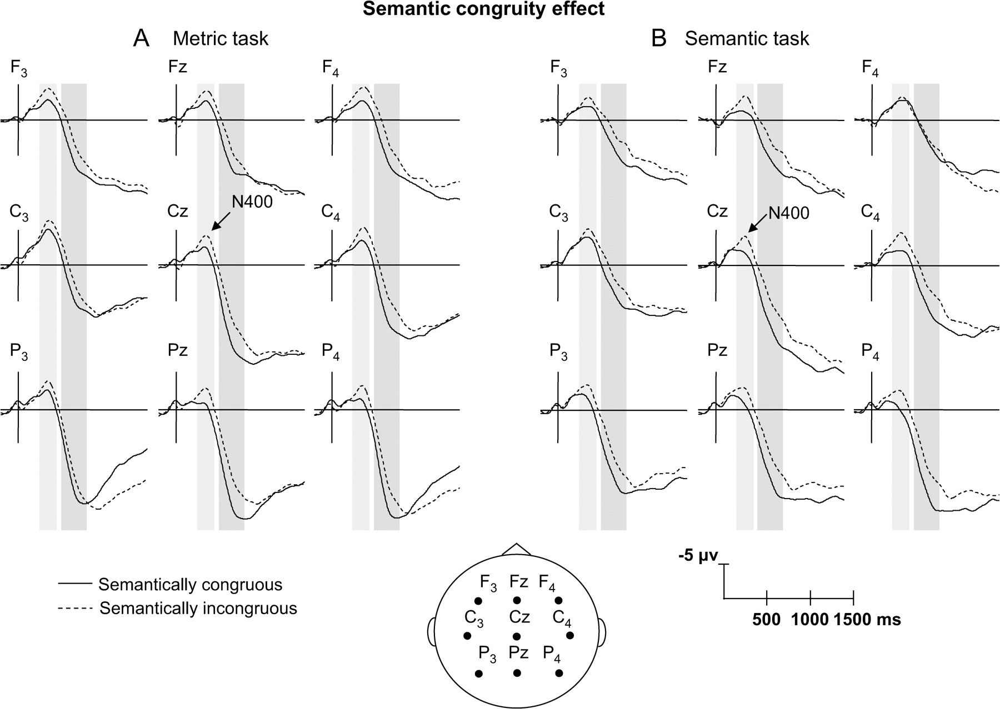 Semantic congruity effect
A Metric task
B Semantic task
F3 Fz F4
F3 Fz F4
C3 Cz N400 C4
C3 Cz N400 C4
P3 Pz P4
P3 Pz P4
Semantically congruous
Semantically incongruous
F3 Fz F4
C3 Cz C4
P3 Pz P4
-5 µv
500 1000 1500 ms